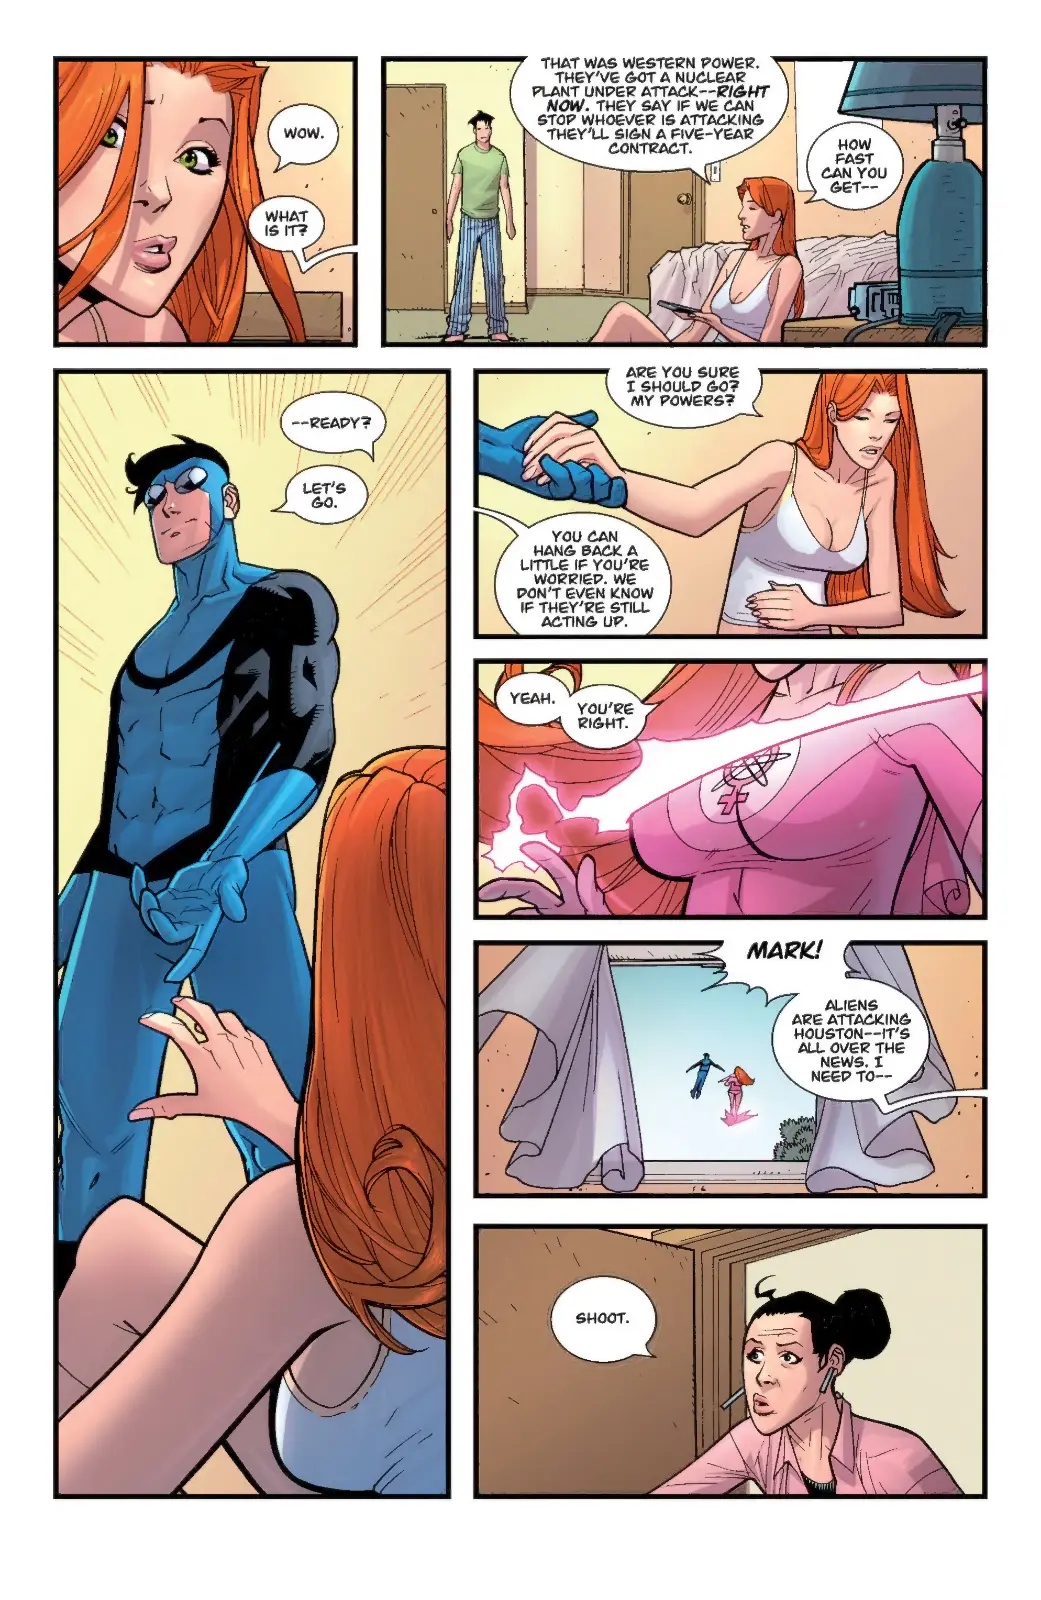 WOW.
WHAT
IS IT?
THAT WAS WESTERN POWER.
THEY'VE GOT A NUCLEAR
PLANT UNDER ATTACK--RIGHT
NOW. THEY SAY IF WE CAN
STOP WHOEVER IS ATTACKING
THEY'LL SIGN A FIVE-YEAR
CONTRACT.
HOW
FAST
CAN YOU
GET--
--READY?
LET'S
GO.
ARE YOU SURE
I SHOULD GO?
MY POWERS?
YOU CAN
HANG BACK A
LITTLE IF YOU'RE
WORRIED. WE
DON'T EVEN KNOW
IF THEY'RE STILL
ACTING UP.
YEAH.
YOU'RE
RIGHT.
MARK!
ALIENS
ARE ATTACKING
HOUSTON--IT'S
ALL OVER THE
NEWS. I
NEED TO--
SHOOT.